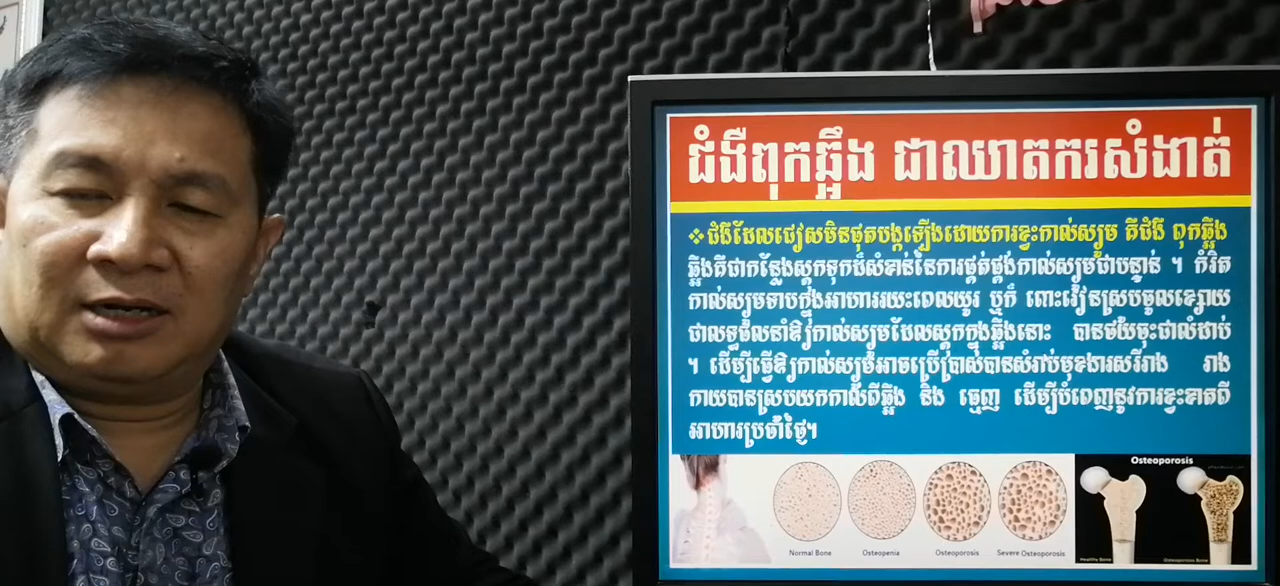 ជំងឺពុកឆ្អឹង ជាឃាតករសំងាត់
❖ជំងឺដែលជៀសមិនផុតបង្កឡើងដោយការខ្វះកាល់ស្យូម គឺជំងឺ ពុកឆ្អឹង
ឆ្អឹងគឺជាកន្លែងស្តុកទុកដ៏សំខាន់នៃការផ្គត់ផ្គង់កាល់ស្យូមជាបន្ទាន់ ។ កំរិត
កាល់ស្យូមទាបក្នុងអាហាររយះពេលយូរ ឬក៏ ពោះវៀនស្របចូលខ្សោយ
ជាលទ្ធផលនាំឱ្យកាល់ស្យូមដែលស្តុកក្នុងឆ្អឹងនោះ បានថយចុះជាលំដាប់
។ ដើម្បីធ្វើឱ្យកាល់ស្យូមអាចប្រើប្រាស់បានសំរាប់មុខងារសរីរាង រាង
កាយបានស្របយកកាល់ពីឆ្អឹង និង ធ្មេញ ដើម្បីបំពេញនូវការខ្វះខាតពី
អាហារប្រចាំថ្ងៃ។
Osteoporosis
Normal Bone Osteopenia Osteoporosis Severe Osteoporosis
Healthy Bone Osteoporosis Bone